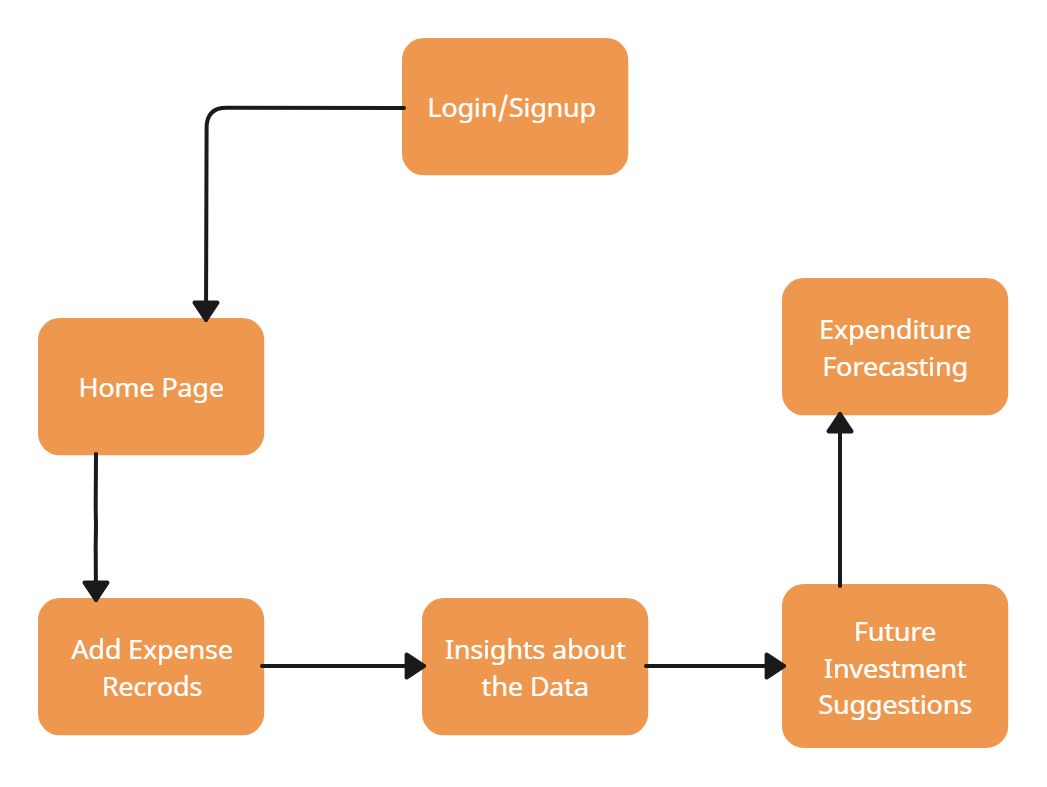 Login/Signup
Home Page
Expenditure
Forecasting
Add Expense
Recrods
Insights about
the Data
Future
Investment
Suggestions